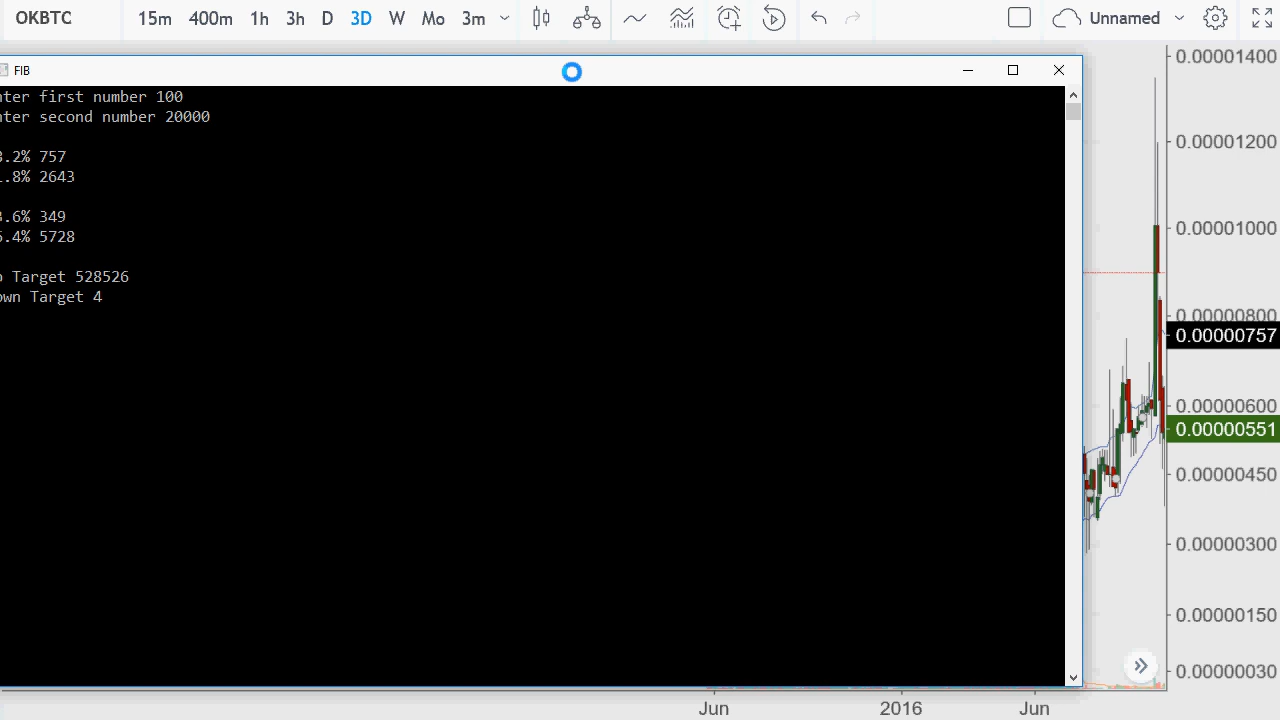 OKBTC 15m 400m 1h 3h D 3D W Mo 3m Unnamed
FIB
nter first number 100
nter second number 20000
.2% 757
.8% 2643
.6% 349
.4% 5728
Target 528526
own Target 4
0.00001400
0.00001200
0.00001000
0.00000800
0.00000757
0.00000600
0.00000551
0.00000450
0.00000300
0.00000150
0.00000030
Jun 2016 Jun